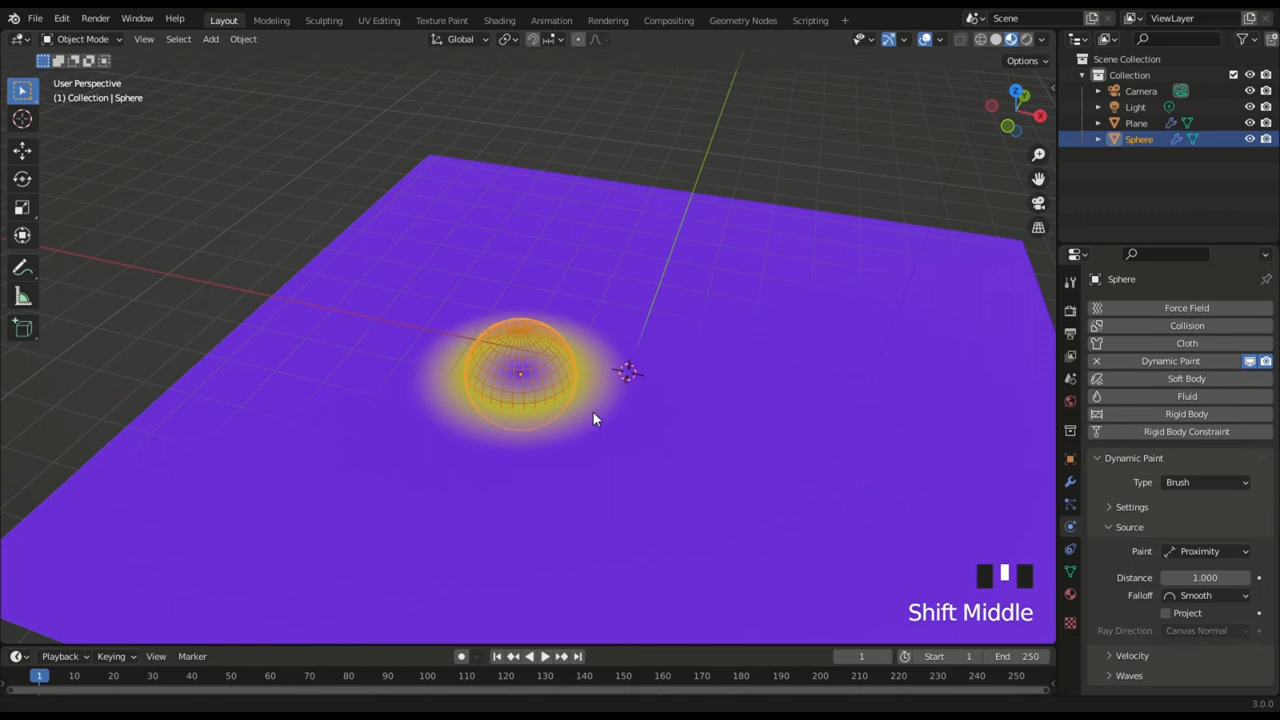 File Edit Render Window Help Layout Modeling Sculpting UV Editing Texture Paint Shading Animation Rendering Compositing Geometry Nodes Scripting + Scene ViewLayer
Object Mode View Select Add Object Global
Options
User Perspective
(1) Collection | Sphere
Z
Y
X
Scene Collection
Collection
Camera
Light
Plane
Sphere
Sphere
Force Field
Collision
Cloth
Dynamic Paint
Soft Body
Fluid
Rigid Body
Rigid Body Constraint
Dynamic Paint
Type Brush
Settings
Source
Paint Proximity
Distance 1.000
Falloff Smooth
Project
Ray Direction Canvas Normal
Velocity
Waves
Shift Middle
Playback Keying View Marker 1 Start 1 End 250
1 10 20 30 40 50 60 70 80 90 100 110 120 130 140 150 160 170 180 190 200 210 220 230 240 250
3.0.0